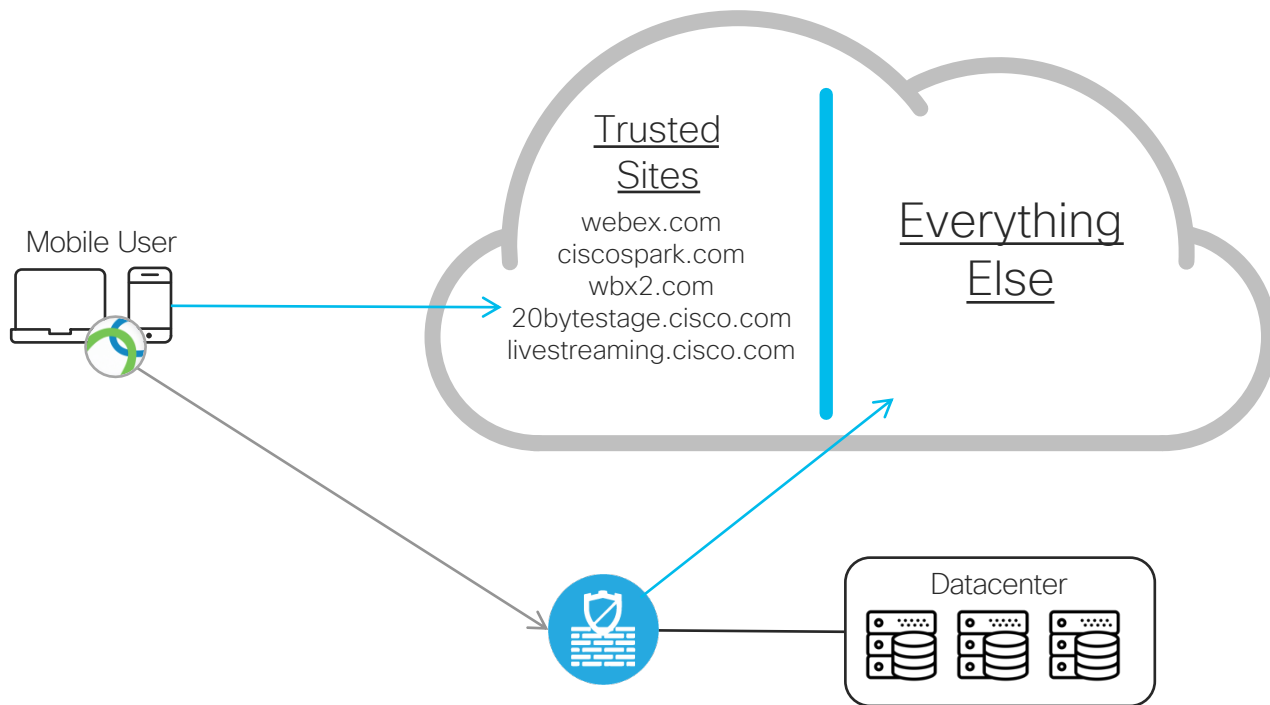 Mobile User
Trusted
Sites
webex.com
ciscospark.com
wbx2.com
20bytestage.cisco.com
livestreaming.cisco.com
Everything
Else
Datacenter